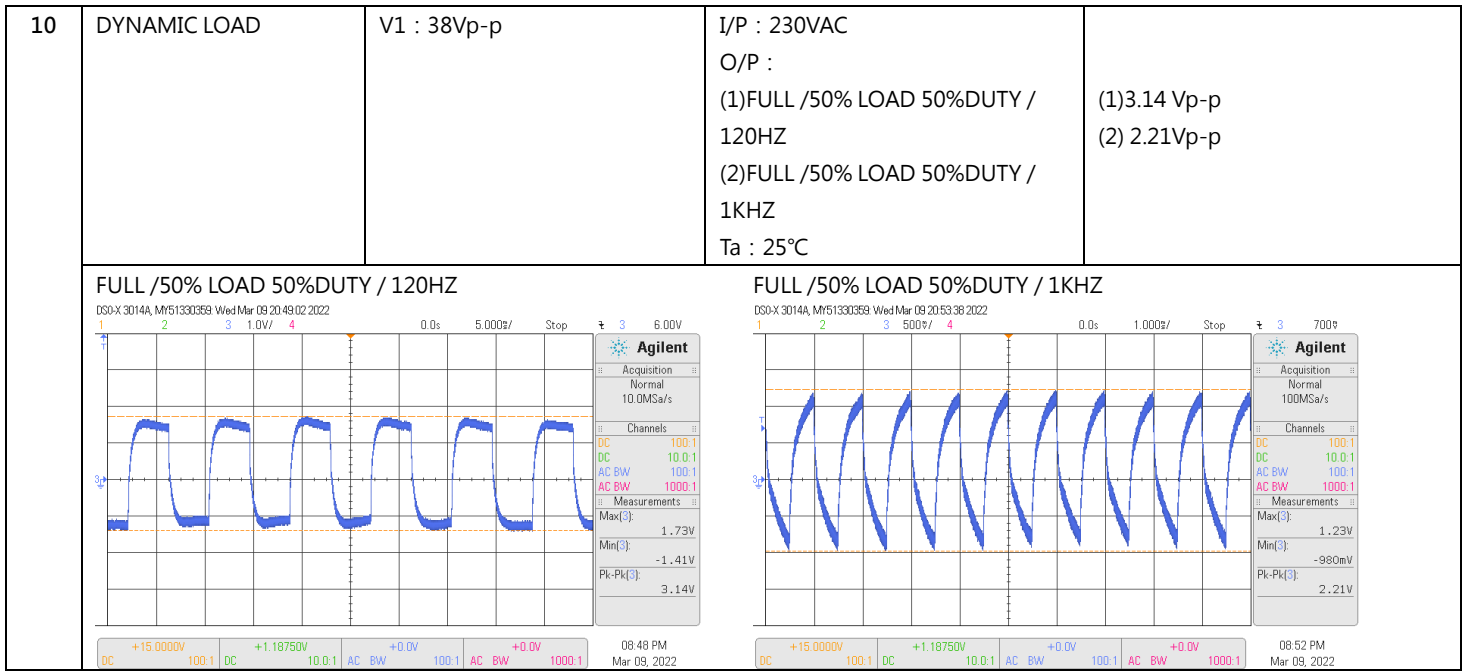 10
DYNAMIC LOAD
V1：38Vp-p
I/P：230VAC
O/P：
(1)FULL /50% LOAD 50%DUTY /
120HZ
(2)FULL /50% LOAD 50%DUTY /
1KHZ
Ta：25℃
(1)3.14 Vp-p
(2) 2.21Vp-p
FULL /50% LOAD 50%DUTY / 120HZ
DSO-X 3014A, MY51330359: Wed Mar 09 20:49:02 2022
1 2 3 1.0V/ 4 0.0s 5.000s/ Stop 3 6.00V
Agilent
Acquisition
Normal
10.0MSa/s
Channels
DC 100:1
DC 10.0:1
AC BW 100:1
AC BW 1000:1
Measurements
Max(3):
1.73V
Min(3):
-1.41V
Pk-Pk(3):
3.14V
3
T
+15.0000V +1.18750V +0.0V +0.0V
DC 100:1 DC 10.0:1 AC BW 100:1 AC BW 1000:1
08:48 PM
Mar 09, 2022
FULL /50% LOAD 50%DUTY / 1KHZ
DSO-X 3014A, MY51330359: Wed Mar 09 20:53:38 2022
1 2 3 500V/ 4 0.0s 1.000s/ Stop 3 700V
Agilent
Acquisition
Normal
100MSa/s
Channels
DC 100:1
DC 10.0:1
AC BW 100:1
AC BW 1000:1
Measurements
Max(3):
1.23V
Min(3):
-980mV
Pk-Pk(3):
2.21V
T
3
+15.0000V +1.18750V +0.0V +0.0V
DC 100:1 DC 10.0:1 AC BW 100:1 AC BW 1000:1
08:52 PM
Mar 09, 2022